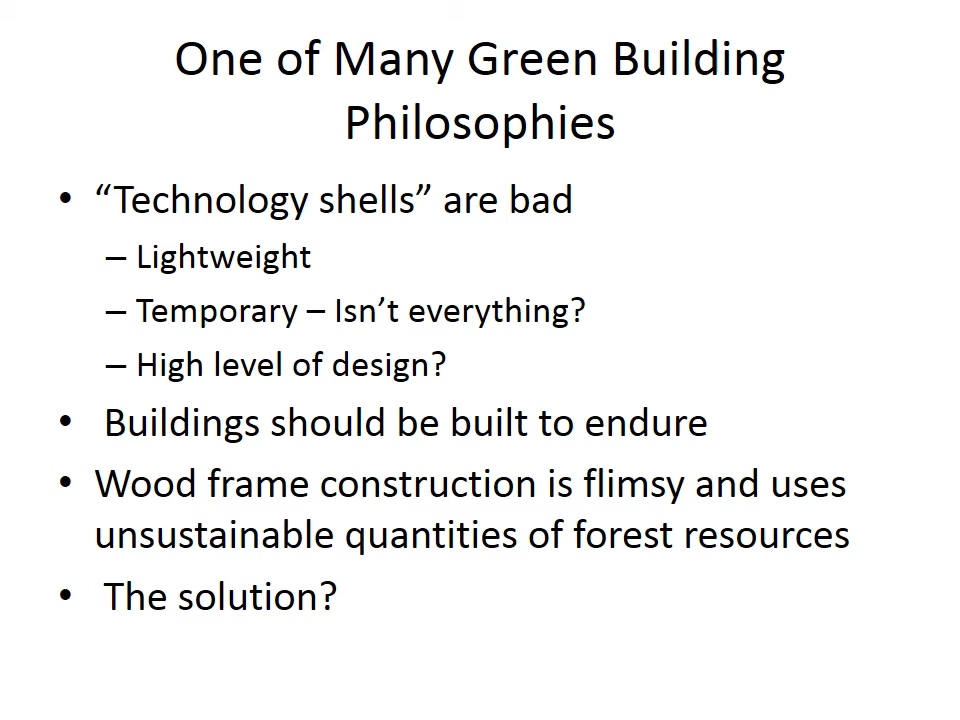 One of Many Green Building
Philosophies
• “Technology shells” are bad
– Lightweight
– Temporary – Isn’t everything?
– High level of design?
• Buildings should be built to endure
• Wood frame construction is flimsy and uses
unsustainable quantities of forest resources
• The solution?